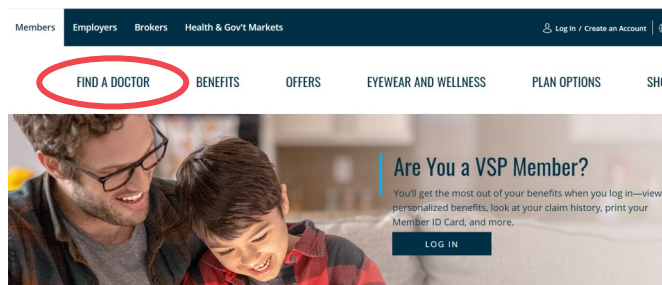 Members Employers Brokers Health & Gov't Markets Log In / Create an Account
FIND A DOCTOR BENEFITS OFFERS EYEWEAR AND WELLNESS PLAN OPTIONS SH
Are You a VSP Member?
You'll get the most out of your benefits when you log in—view
personalized benefits, look at your claim history, print your
Member ID Card, and more.
LOG IN